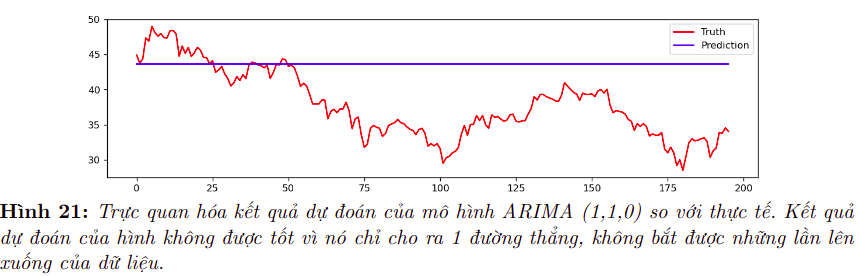 50
45
40
35
30
Truth
Prediction
0 25 50 75 100 125 150 175 200
Hình 21: Trực quan hóa kết quả dự đoán của mô hình ARIMA (1,1,0) so với thực tế. Kết quả
dự đoán của hình không được tốt vì nó chỉ cho ra 1 đường thẳng, không bắt được những lần lên
xuống của dữ liệu.